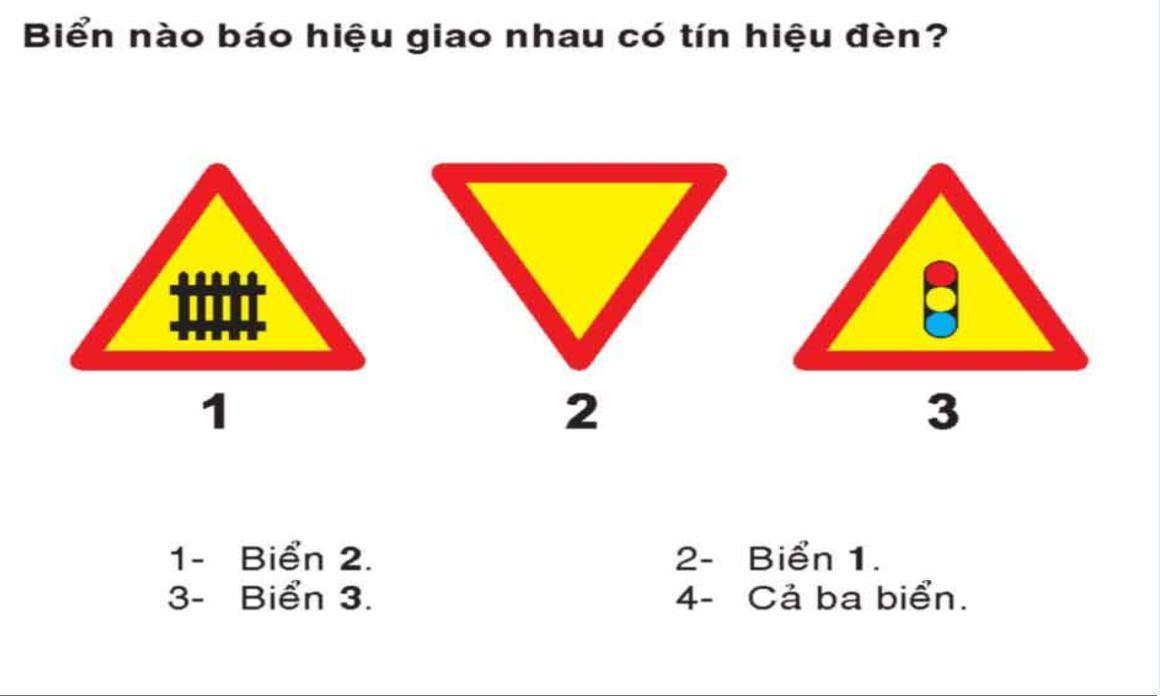 Biển nào báo hiệu giao nhau có tín hiệu đèn?
1 2 3
1- Biển 2. 2- Biển 1.
3- Biển 3. 4- Cả ba biển.